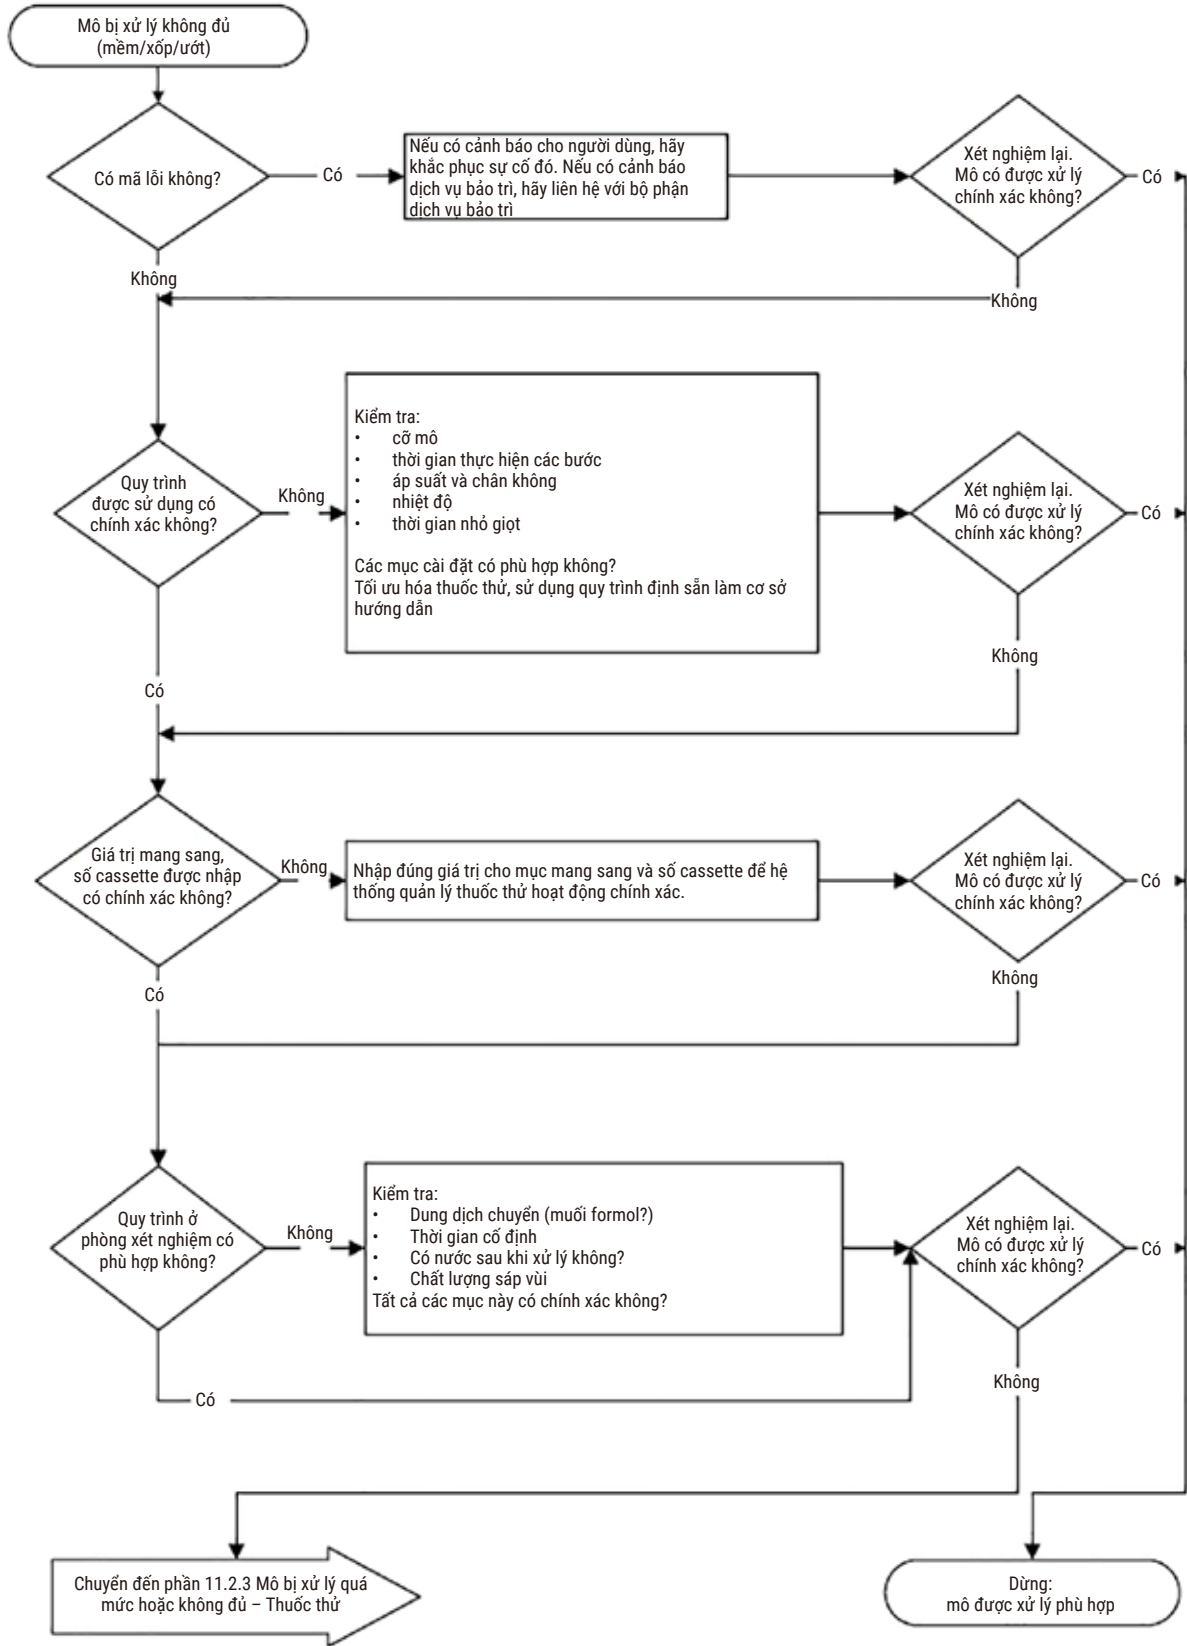 Mô bị xử lý không đủ
(mềm/xốp/ướt)
Có mã lỗi không?
Có
Nếu có cảnh báo cho người dùng, hãy
khắc phục sự cố đó. Nếu có cảnh báo
dịch vụ bảo trì, hãy liên hệ với bộ phận
dịch vụ bảo trì
Xét nghiệm lại.
Mô có được xử lý
chính xác không?
Có
Không
Không
Quy trình
được sử dụng có
chính xác không?
Không
Kiểm tra:
• cỡ mô
• thời gian thực hiện các bước
• áp suất và chân không
• nhiệt độ
• thời gian nhỏ giọt
Các mục cài đặt có phù hợp không?
Tối ưu hóa thuốc thử, sử dụng quy trình định sẵn làm cơ sở
hướng dẫn
Xét nghiệm lại.
Mô có được xử lý
chính xác không?
Có
Không
Có
Giá trị mang sang,
số cassette được nhập
có chính xác không?
Không
Nhập đúng giá trị cho mục mang sang và số cassette để hệ
thống quản lý thuốc thử hoạt động chính xác.
Xét nghiệm lại.
Mô có được xử lý
chính xác không?
Có
Không
Có
Quy trình ở
phòng xét nghiệm có
phù hợp không?
Không
Kiểm tra:
• Dung dịch chuyển (muối formol?)
• Thời gian cố định
• Có nước sau khi xử lý không?
• Chất lượng sáp vùi
Tất cả các mục này có chính xác không?
Xét nghiệm lại.
Mô có được xử lý
chính xác không?
Có
Không
Có
Chuyển đến phần 11.2.3 Mô bị xử lý quá
mức hoặc không đủ – Thuốc thử
Dừng:
mô được xử lý phù hợp